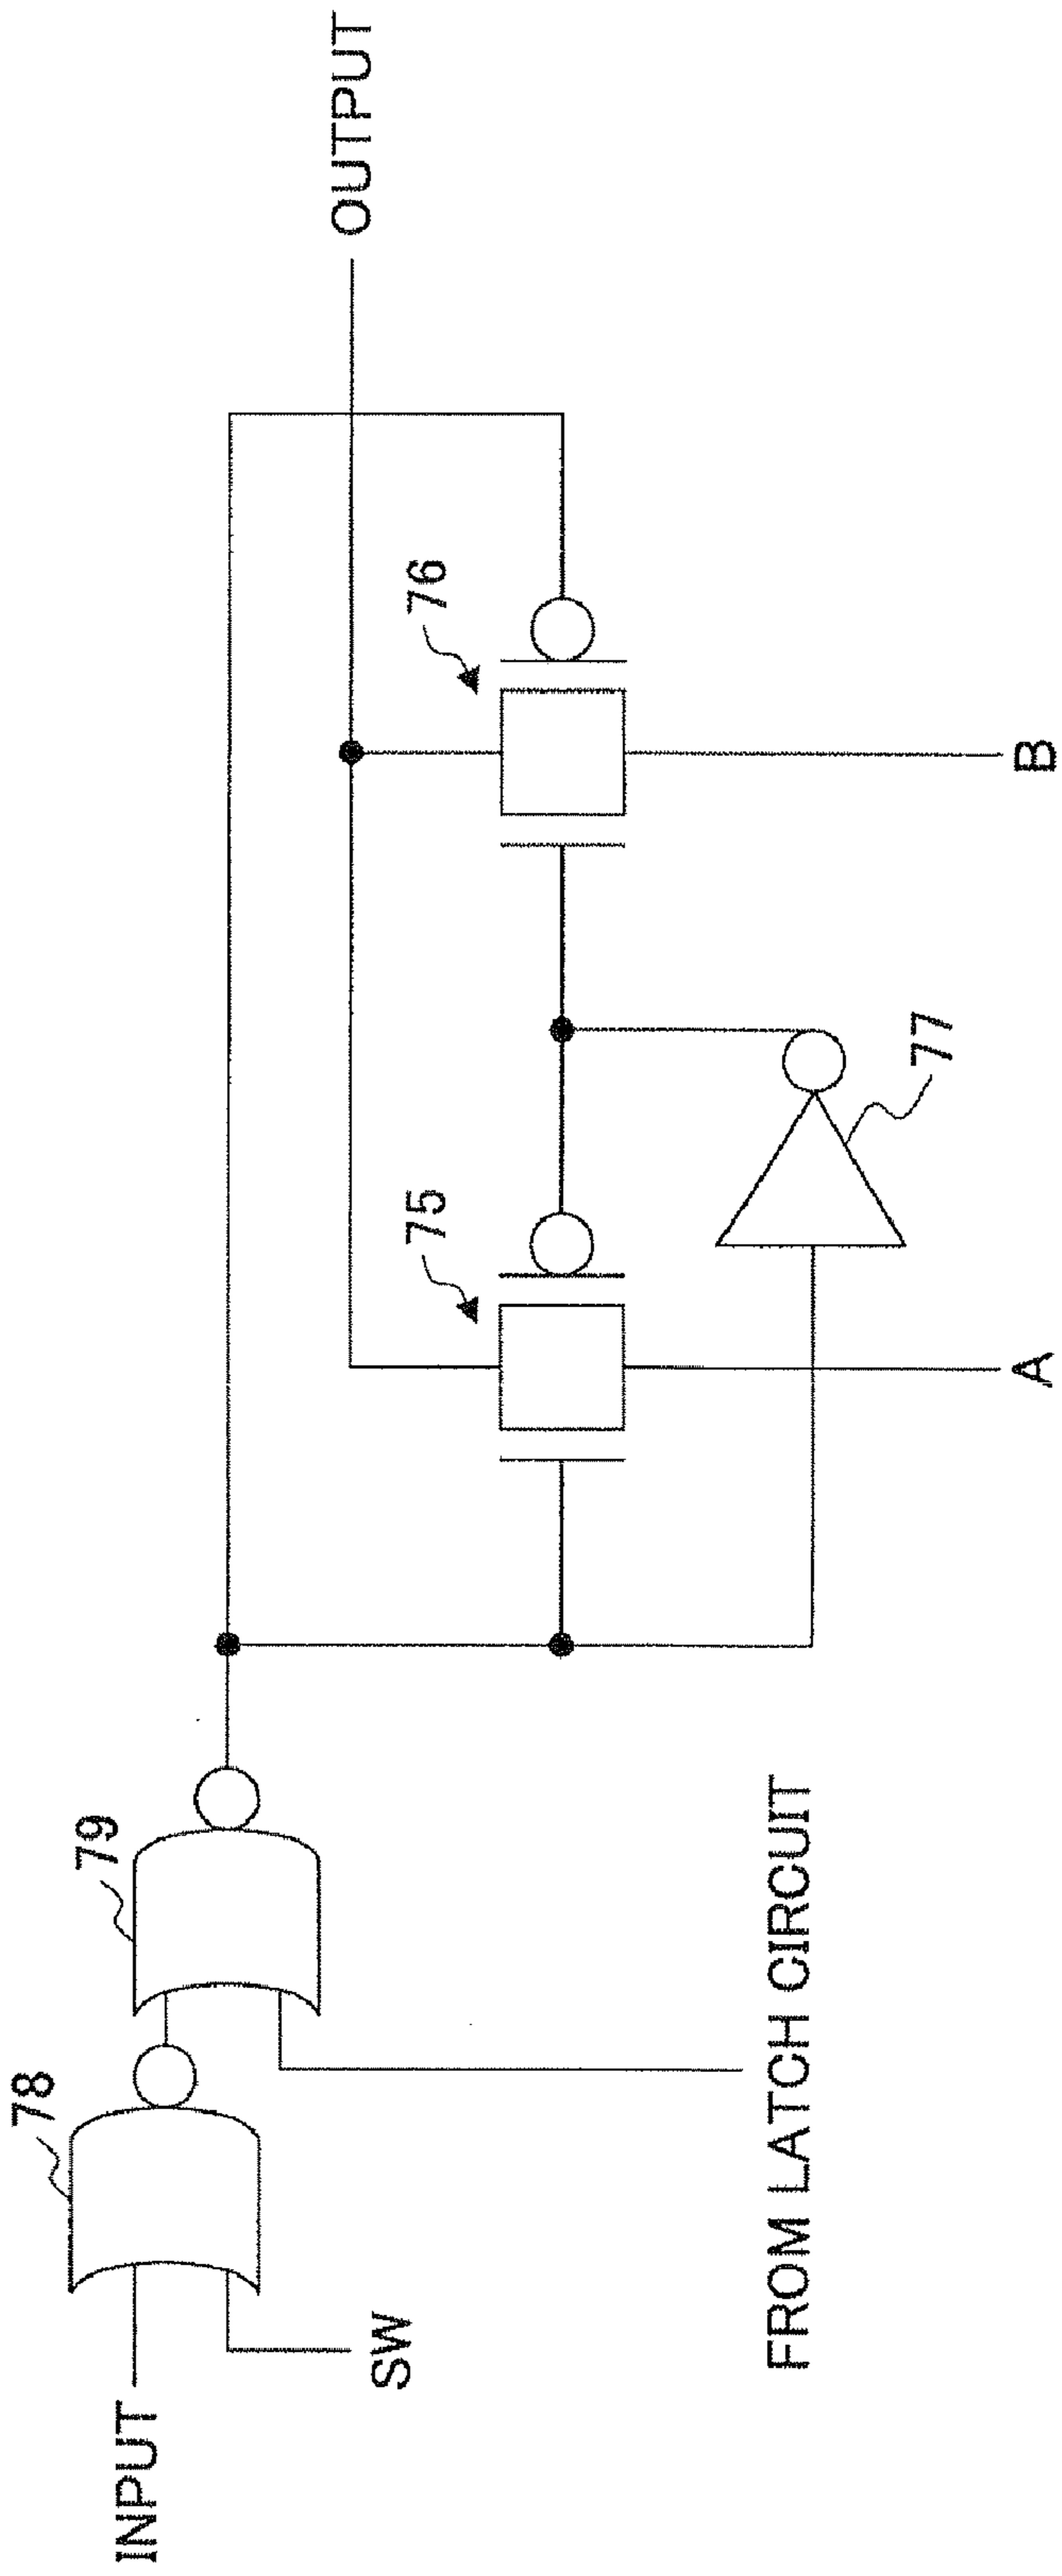 INPUT
SW
78
79
FROM LATCH CIRCUIT
75
A
77
76
B
OUTPUT